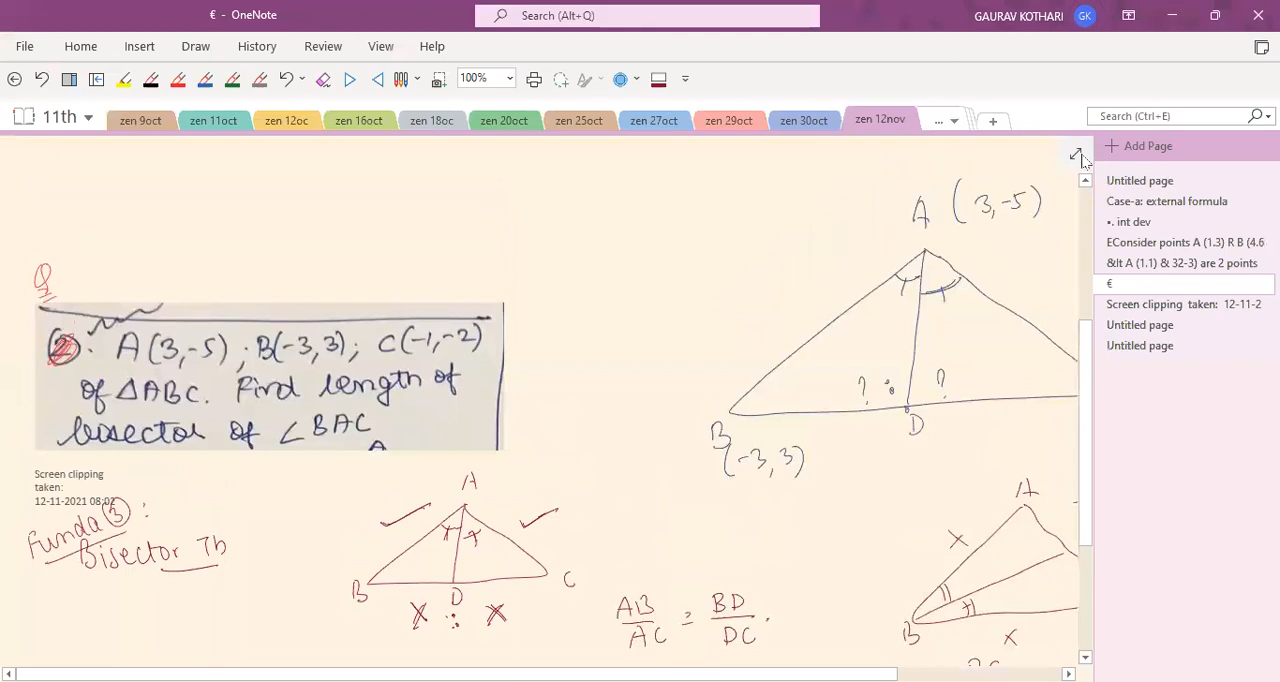 € - OneNote
Search (Alt+Q)
GAURAV KOTHARI
GK
File Home Insert Draw History Review View Help
100%
11th
zen 9oct
zen 11oct
zen 12oc
zen 16oct
zen 18oc
zen 20oct
zen 25oct
zen 27oct
zen 29oct
zen 30oct
zen 12nov
...
Search (Ctrl+E)
Add Page
Untitled page
Case-a: external formula
•. int dev
EConsider points A (1.3) R B (4.6
&lt A (1.1) & 32-3) are 2 points
€
Screen clipping taken: 12-11-2
Untitled page
Untitled page
Q
(2): A(3,-5); B(-3,3); C(-1,-2)
of ΔABC. Find length of
bisector of ∠BAC
A
Screen clipping
taken:
12-11-2021 08:02
Funda (3):
Bisector Th
A
B
D
C
X : X
AB/AC = BD/DC.
A (3,-5)
? : ?
B
D
(-3, 3)
A
X
B
X